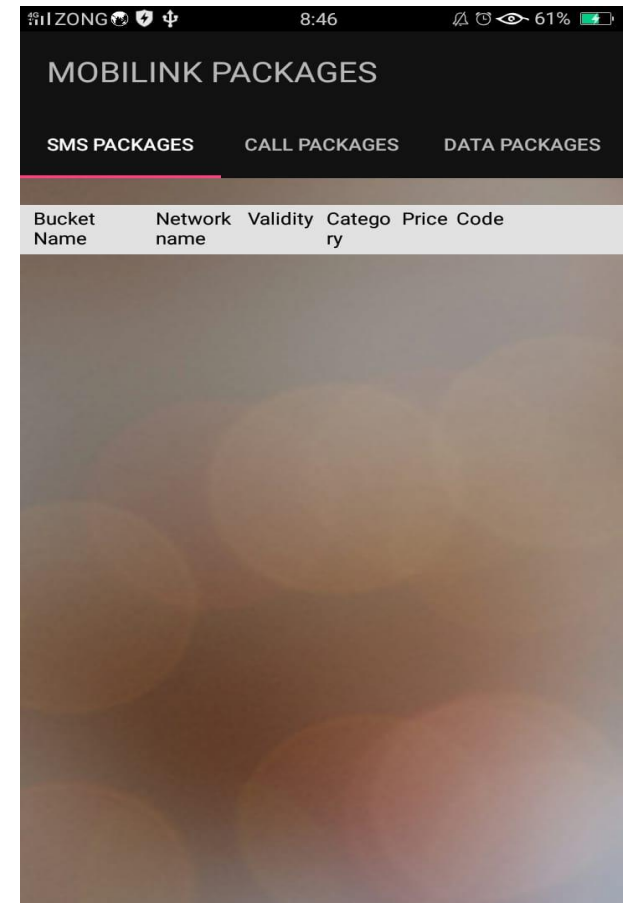 4G ZONG 8:46 61%
MOBILINK PACKAGES
SMS PACKAGES CALL PACKAGES DATA PACKAGES
Bucket Network Validity Catego Price Code
Name name ry